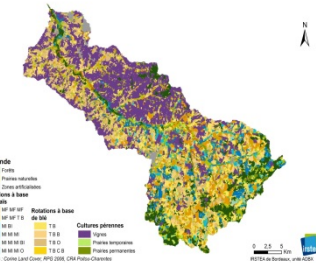 N
nde
Forêts
Prairies naturelles
Zones artificialisées
tions à base
ais
MF MF MF
MF MF T B
MI BI
MI MI MI
MI MI MI BI
MI MI MI O
Rotations à base
de blé
T B
T B B
T B O
T B C B
Cultures pérennes
Vignes
Prairies temporaires
Prairies permanentes
0 2,5 5
Km
: Corine Land Cover, RPG 2006, CRA Poitou-Charentes
IRSTEA de Bordeaux, unité ADBX